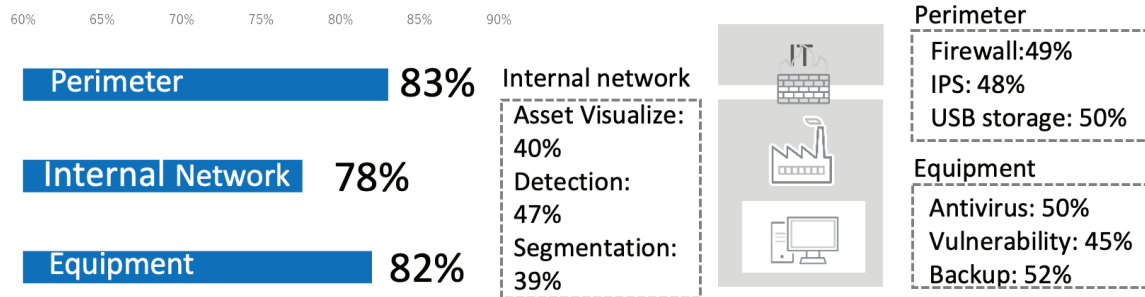 60% 65% 70% 75% 80% 85% 90%
Perimeter 83%
Internal Network 78%
Equipment 82%
Internal network
Asset Visualize:
40%
Detection:
47%
Segmentation:
39%
IT
Perimeter
Firewall:49%
IPS: 48%
USB storage: 50%
Equipment
Antivirus: 50%
Vulnerability: 45%
Backup: 52%